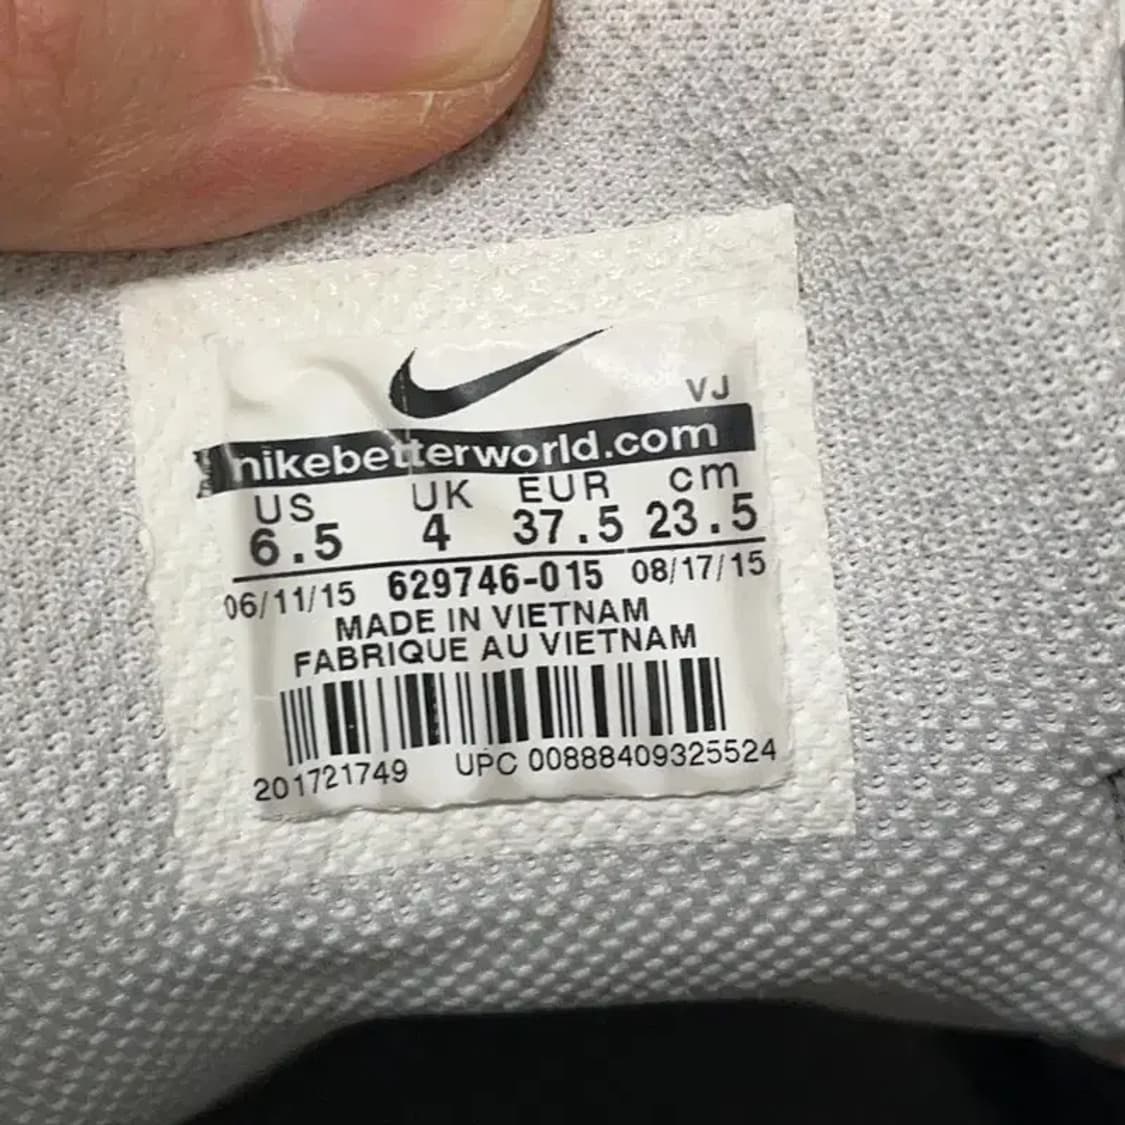 VJ
nikebetterworld.com
US UK EUR cm
6.5 4 37.5 23.5
06/11/15 629746-015 08/17/15
MADE IN VIETNAM
FABRIQUE AU VIETNAM
201721749 UPC 00888409325524